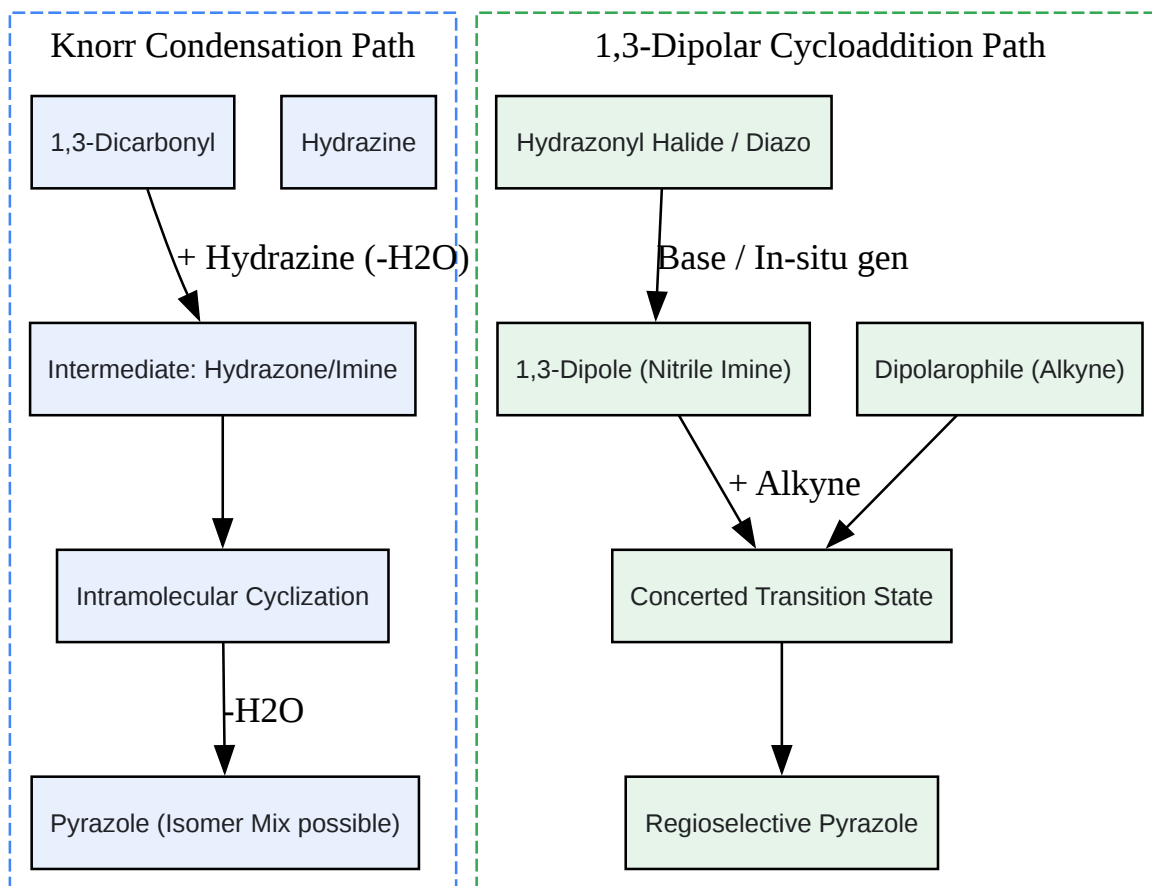 Knorr Condensation Path
1,3-Dicarbonyl
Hydrazine
+ Hydrazine (-H2O)
Intermediate: Hydrazone/Imine
Intramolecular Cyclization
-H2O
Pyrazole (Isomer Mix possible)
1,3-Dipolar Cycloaddition Path
Hydrazonyl Halide / Diazo
Base / In-situ gen
1,3-Dipole (Nitrile Imine)
Dipolarophile (Alkyne)
+ Alkyne
Concerted Transition State
Regioselective Pyrazole